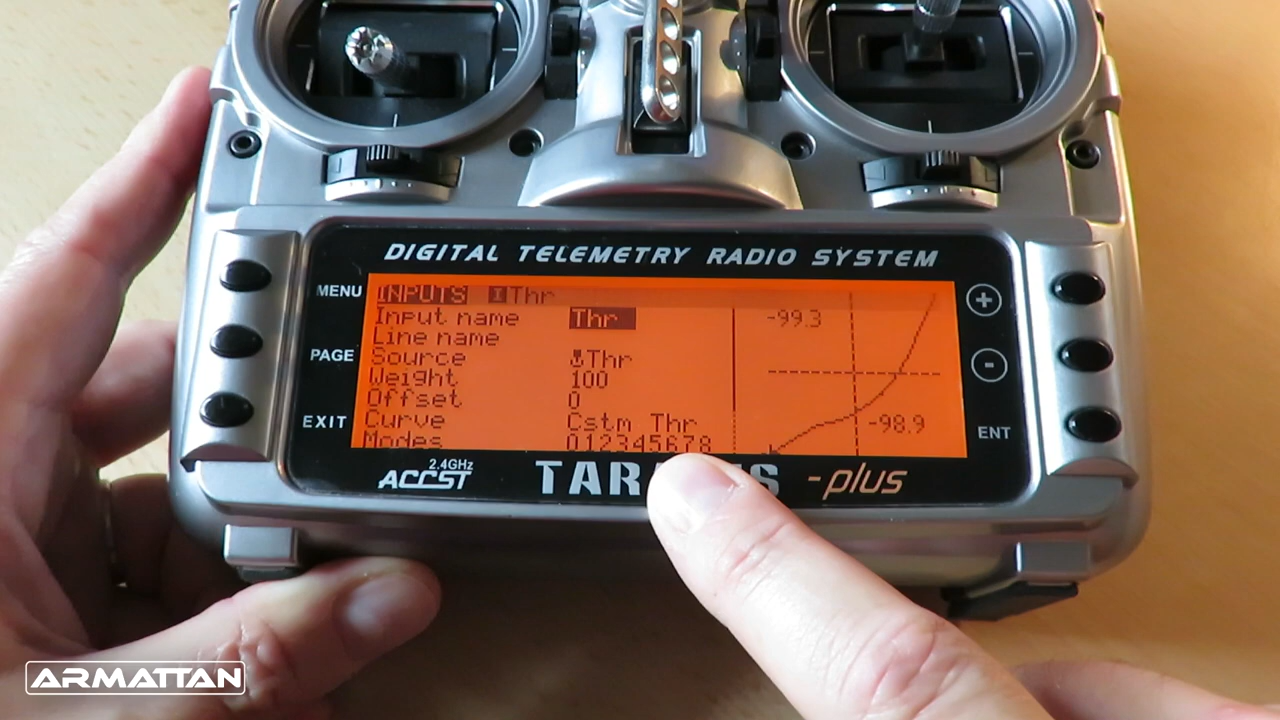 DIGITAL TELEMETRY RADIO SYSTEM
MENU
PAGE
EXIT
INPUTS I Thr
Input name Thr
Line name
Source Thr
Weight 100
Offset 0
Curve Cstm Thr
Modes 012345678
-99.3
-98.9
+
-
ENT
2.4GHz
ACCST
TAR S -plus
ARMATTAN